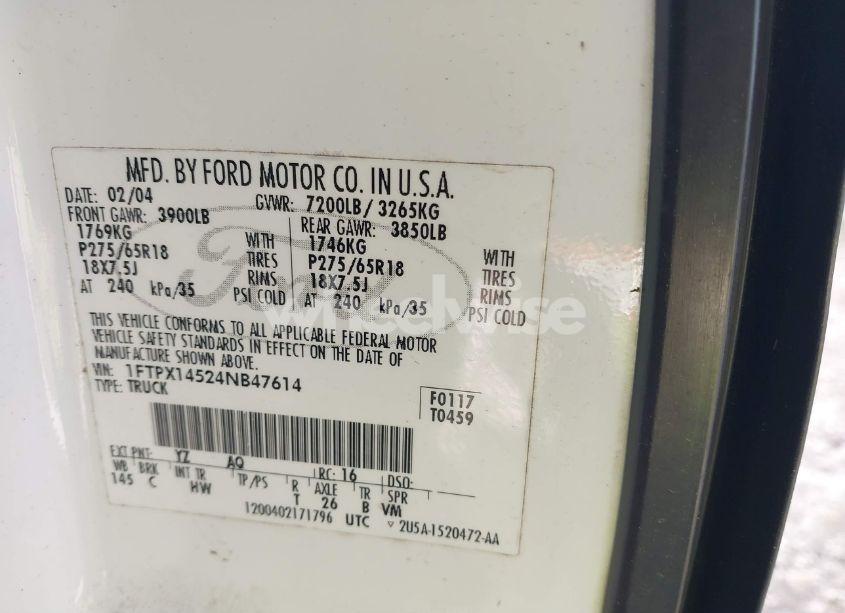 MFD. BY FORD MOTOR CO. IN U.S.A.
DATE: 02/04 GVWR: 7200LB/ 3265KG
FRONT GAWR: 3900LB REAR GAWR: 3850LB
1769KG WITH 1746KG WITH
P275/65R18 TIRES P275/65R18 TIRES
18X7.5J RIMS 18X7.5J RIMS
AT 240 kPa/35 PSI COLD AT 240 kPa/35 PSI COLD
THIS VEHICLE CONFORMS TO ALL APPLICABLE FEDERAL MOTOR
VEHICLE SAFETY STANDARDS IN EFFECT ON THE DATE OF
MANUFACTURE SHOWN ABOVE.
VIN: 1FTPX14524NB47614
TYPE: TRUCK
F0117
T0459
EXT PNT: YZ AQ RC: 16 DSO:
WB BRK INT TR TP/PS R AXLE TR SPR
145 C HW T 26 B VM
1200402171796 UTC ▽ 2U5A-1520472-AA
Ford
wheelwise